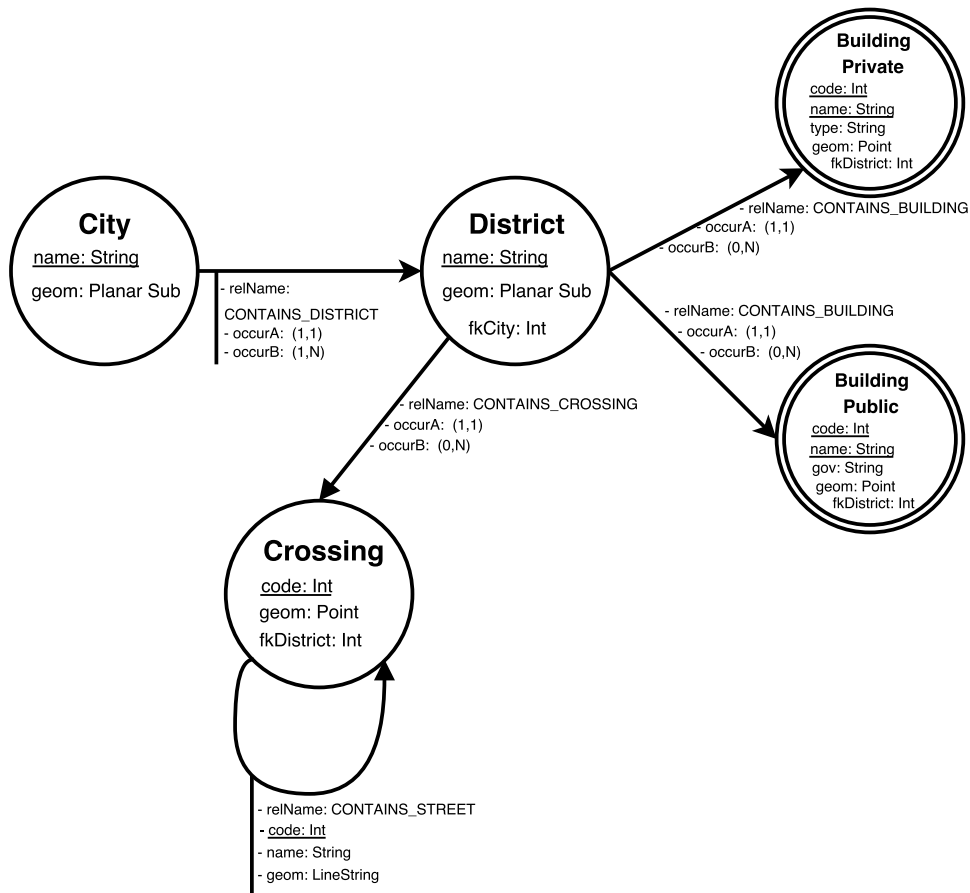 Building
Private
code: Int
name: String
type: String
geom: Point
fkDistrict: Int
City
name: String
geom: Planar Sub
- relName:
CONTAINS_DISTRICT
- occurA: (1,1)
- occurB: (1,N)
District
name: String
geom: Planar Sub
fkCity: Int
- relName: CONTAINS_BUILDING
- occurA: (1,1)
- occurB: (0,N)
- relName: CONTAINS_BUILDING
- occurA: (1,1)
- occurB: (0,N)
Building
Public
code: Int
name: String
gov: String
geom: Point
fkDistrict: Int
- relName: CONTAINS_CROSSING
- occurA: (1,1)
- occurB: (0,N)
Crossing
code: Int
geom: Point
fkDistrict: Int
- relName: CONTAINS_STREET
- code: Int
- name: String
- geom: LineString